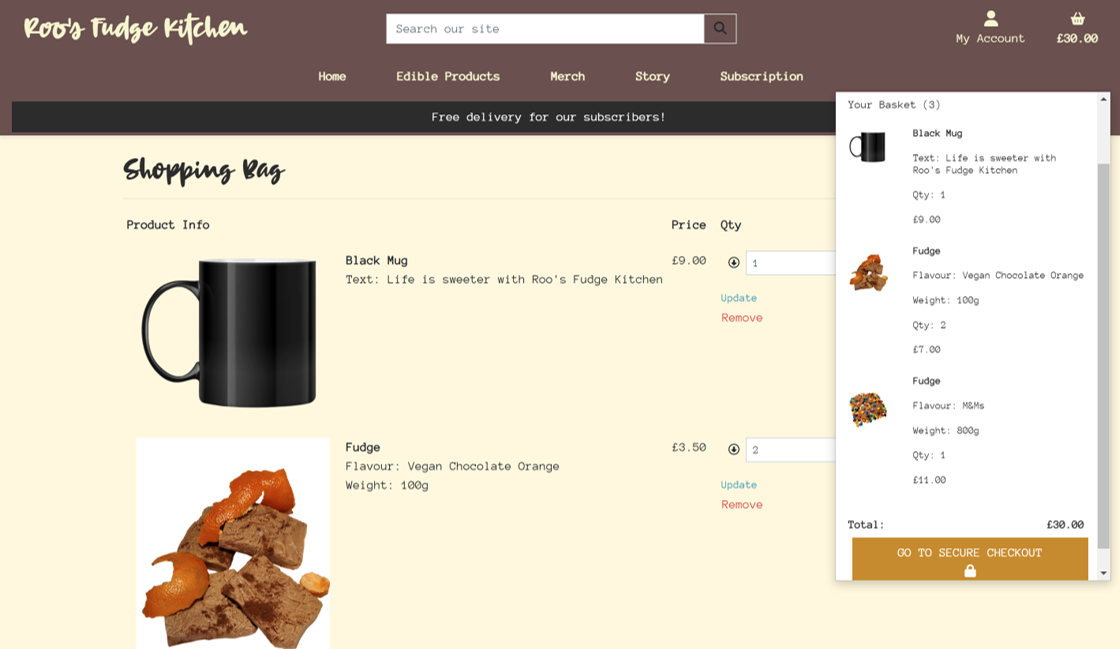 Roo's Fudge Kitchen
Search our site
My Account
£30.00
Home Edible Products Merch Story Subscription
Free delivery for our subscribers!
Shopping Bag
Product Info Price Qty
Black Mug £9.00 1
Text: Life is sweeter with Roo's Fudge Kitchen
Update
Remove
Fudge £3.50 2
Flavour: Vegan Chocolate Orange
Weight: 100g
Update
Remove
Your Basket (3)
Black Mug
Text: Life is sweeter with
Roo's Fudge Kitchen
Qty: 1
£9.00
Fudge
Flavour: Vegan Chocolate Orange
Weight: 100g
Qty: 2
£7.00
Fudge
Flavour: M&Ms
Weight: 800g
Qty: 1
£11.00
Total: £30.00
GO TO SECURE CHECKOUT